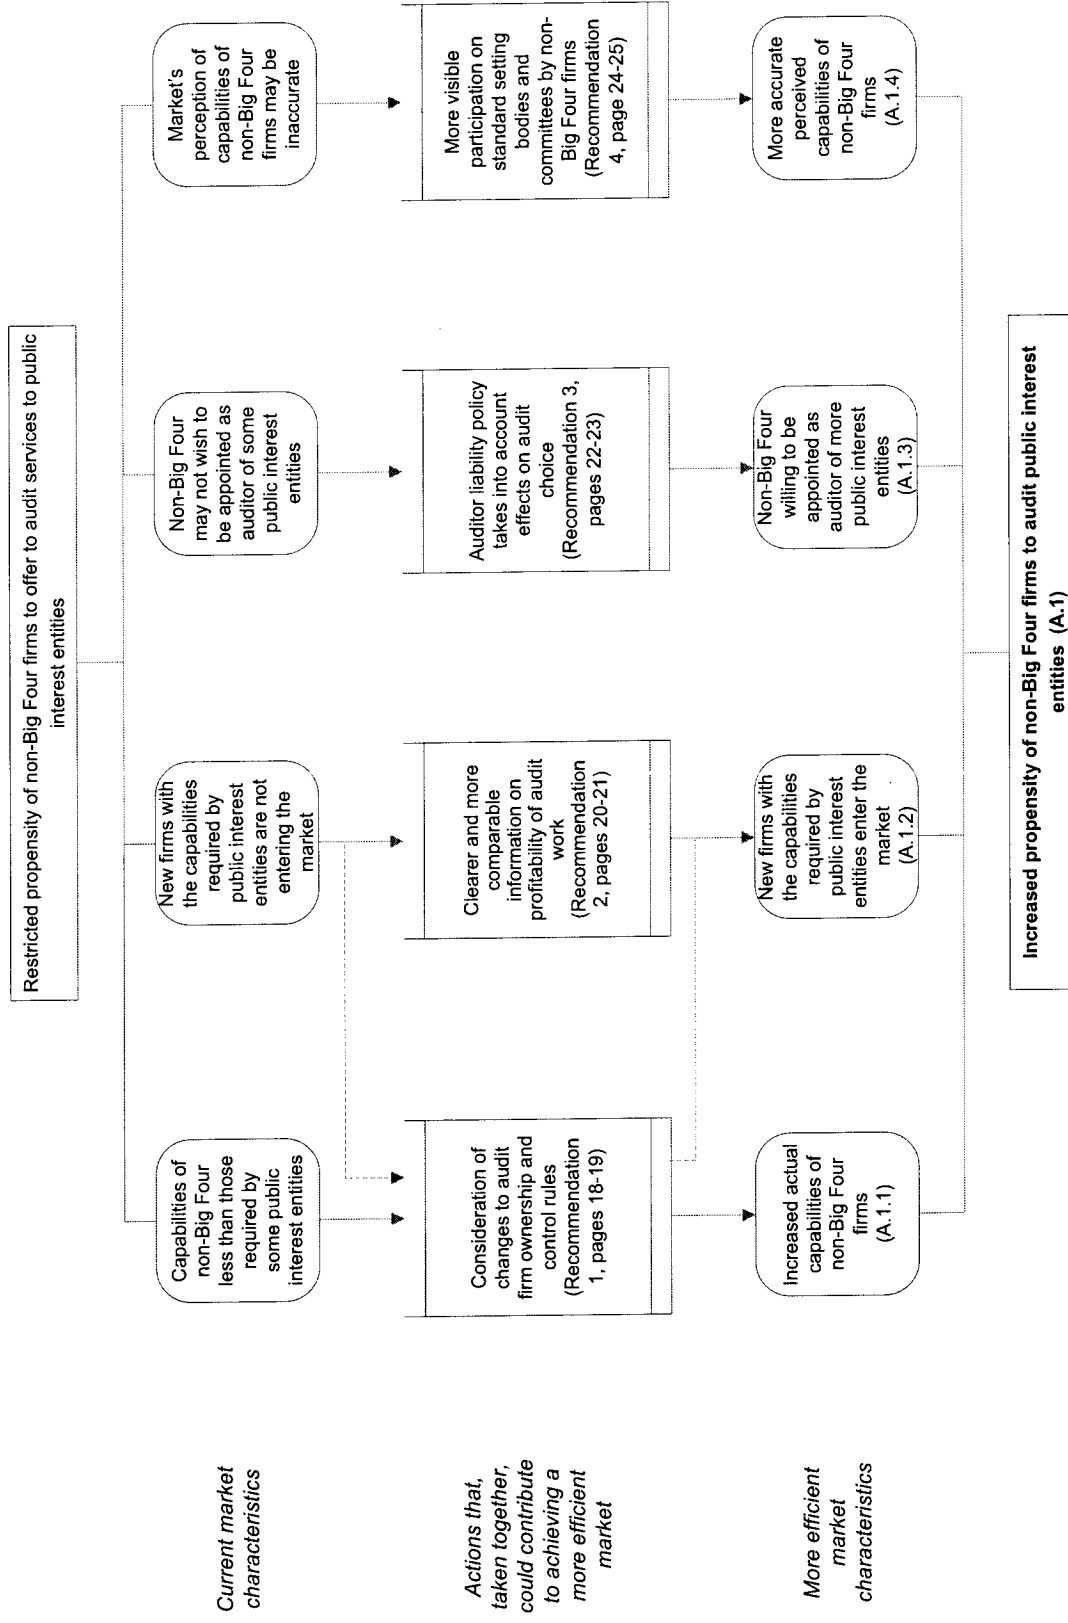 Restricted propensity of non-Big Four firms to offer to audit services to public
interest entities
Current market
characteristics
Capabilities of
non-Big Four
less than those
required by
some public
interest entities
New firms with
the capabilities
required by
public interest
entities are not
entering the
market
Non-Big Four
may not wish to
be appointed as
auditor of some
public interest
entities
Market's
perception of
capabilities of
non-Big Four
firms may be
inaccurate
Actions that,
taken together,
could contribute
to achieving a
more efficient
market
Consideration of
changes to audit
firm ownership and
control rules
(Recommendation
1, pages 18-19)
Clearer and more
comparable
information on
profitability of audit
work
(Recommendation
2, pages 20-21)
Auditor liability policy
takes into account
effects on audit
choice
(Recommendation 3,
pages 22-23)
More visible
participation on
standard setting
bodies and
committees by non-
Big Four firms
(Recommendation
4, page 24-25)
More efficient
market
characteristics
Increased actual
capabilities of
non-Big Four
firms
(A.1.1)
New firms with
the capabilities
required by
public interest
entities enter the
market
(A.1.2)
Non-Big Four
willing to be
appointed as
auditor of more
public interest
entities
(A.1.3)
More accurate
perceived
capabilities of
non-Big Four
firms
(A.1.4)
Increased propensity of non-Big Four firms to audit public interest
entities (A.1)